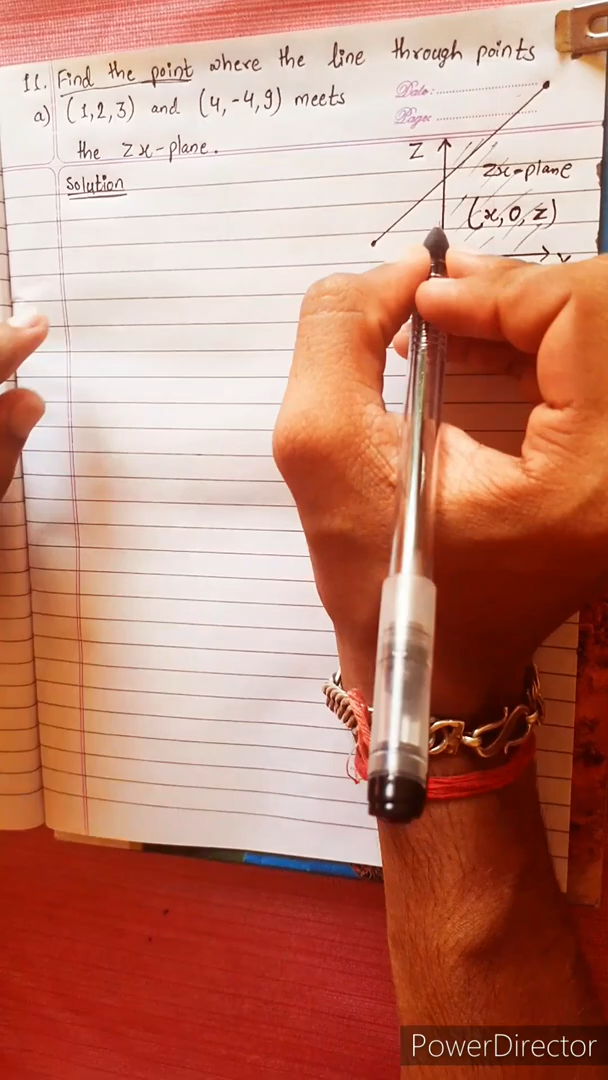 11. Find the point where the line through points
a) (1,2,3) and (4,-4,9) meets
Date:
Page:
the zx-plane.
Z
zx-plane
Solution
(x,0,z)
PowerDirector